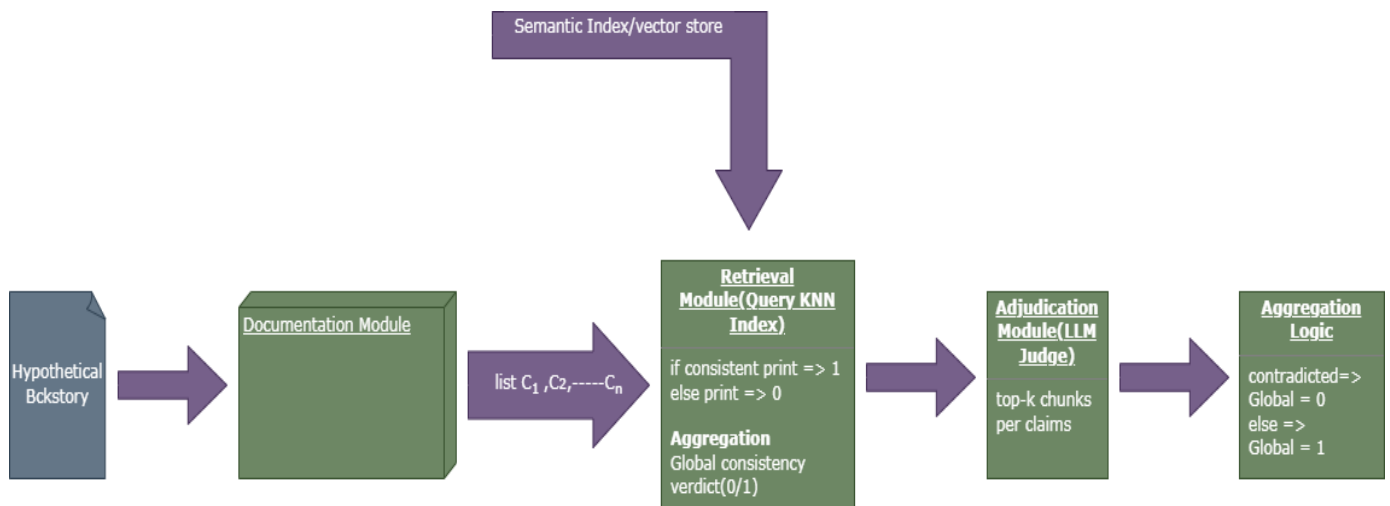 Semantic Index/vector store
Hypothetical
Bckstory
Documentation Module
list C₁ ,C2,-----Cₙ
Retrieval
Module(Query KNN
Index)
if consistent print => 1
else print => 0
Aggregation
Global consistency
verdict(0/1)
Adjudication
Module(LLM
Judge)
top-k chunks
per claims
Aggregation
Logic
contradicted=>
Global = 0
else =>
Global = 1